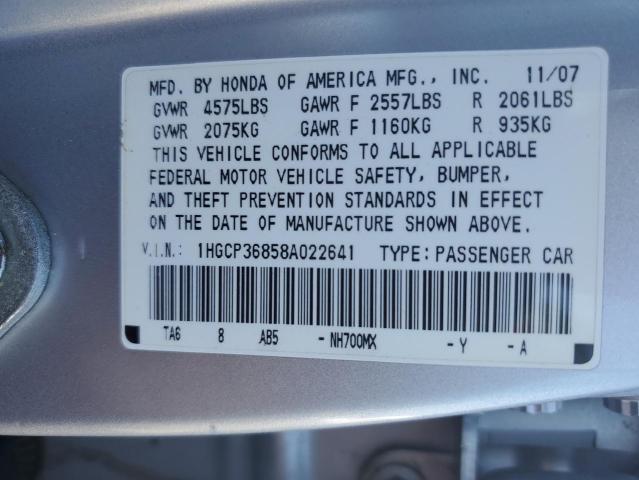 MFD. BY HONDA OF AMERICA MFG., INC. 11/07
GVWR 4575LBS GAWR F 2557LBS R 2061LBS
GVWR 2075KG GAWR F 1160KG R 935KG
THIS VEHICLE CONFORMS TO ALL APPLICABLE
FEDERAL MOTOR VEHICLE SAFETY, BUMPER,
AND THEFT PREVENTION STANDARDS IN EFFECT
ON THE DATE OF MANUFACTURE SHOWN ABOVE.
V.I.N.: 1HGCP36858A022641 TYPE: PASSENGER CAR
TA6 8 AB5 - NH700MX - Y - A